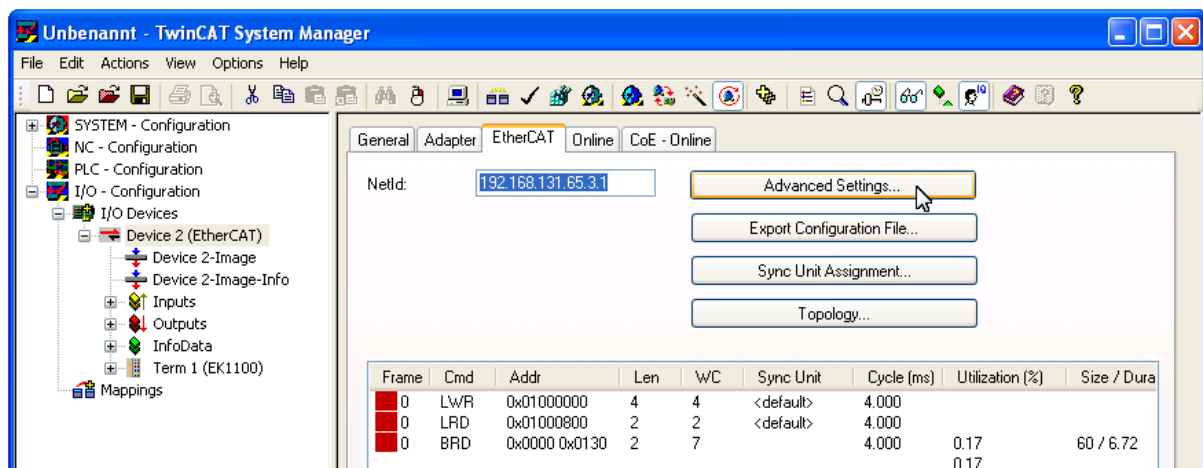 Unbenannt - TwinCAT System Manager
File Edit Actions View Options Help
SYSTEM - Configuration
NC - Configuration
PLC - Configuration
I/O - Configuration
I/O Devices
Device 2 (EtherCAT)
Device 2-Image
Device 2-Image-Info
Inputs
Outputs
InfoData
Term 1 (EK1100)
Mappings
General Adapter EtherCAT Online CoE - Online
NetId: 192.168.131.65.3.1 Advanced Settings...
Export Configuration File...
Sync Unit Assignment...
Topology...
Frame Cmd Addr Len WC Sync Unit Cycle (ms) Utilization (%) Size / Dura
0 LWR 0x01000000 4 4 <default> 4.000
0 LRD 0x01000800 2 2 <default> 4.000
0 BRD 0x0000 0x0130 2 7 4.000 0.17 60 / 6.72
0.17